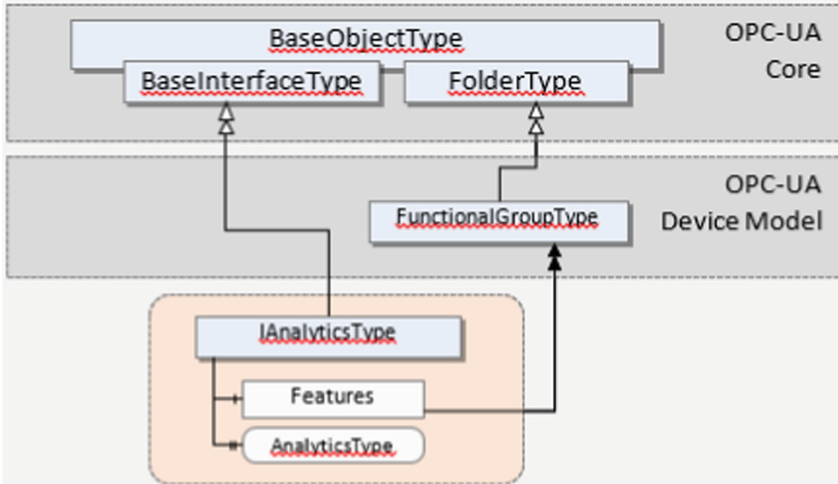 BaseObjectType
OPC-UA
Core
BaseInterfaceType
FolderType
OPC-UA
Device Model
FunctionalGroupType
IAnalyticsType
Features
AnalyticsType